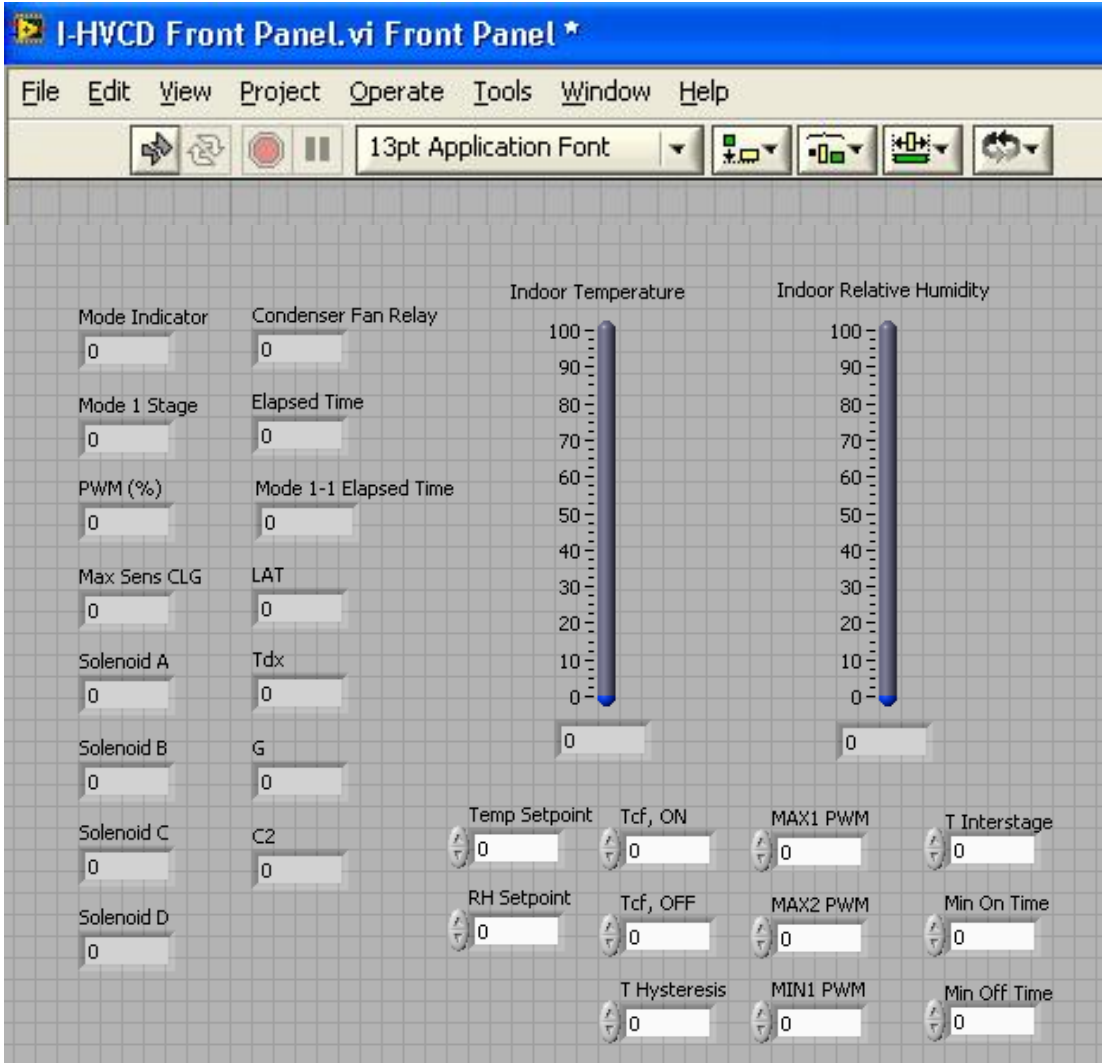 I-HVCD Front Panel.vi Front Panel *
File Edit View Project Operate Tools Window Help
13pt Application Font
Mode Indicator
0
Mode 1 Stage
0
PWM (%)
0
Max Sens CLG
0
Solenoid A
0
Solenoid B
0
Solenoid C
0
Solenoid D
0
Condenser Fan Relay
0
Elapsed Time
0
Mode 1-1 Elapsed Time
0
LAT
0
Tdx
0
G
0
C2
0
Indoor Temperature
100
90
80
70
60
50
40
30
20
10
0
0
Indoor Relative Humidity
100
90
80
70
60
50
40
30
20
10
0
0
Temp Setpoint
0
RH Setpoint
0
Tcf, ON
0
Tcf, OFF
0
T Hysteresis
0
MAX1 PWM
0
MAX2 PWM
0
MIN1 PWM
0
T Interstage
0
Min On Time
0
Min Off Time
0